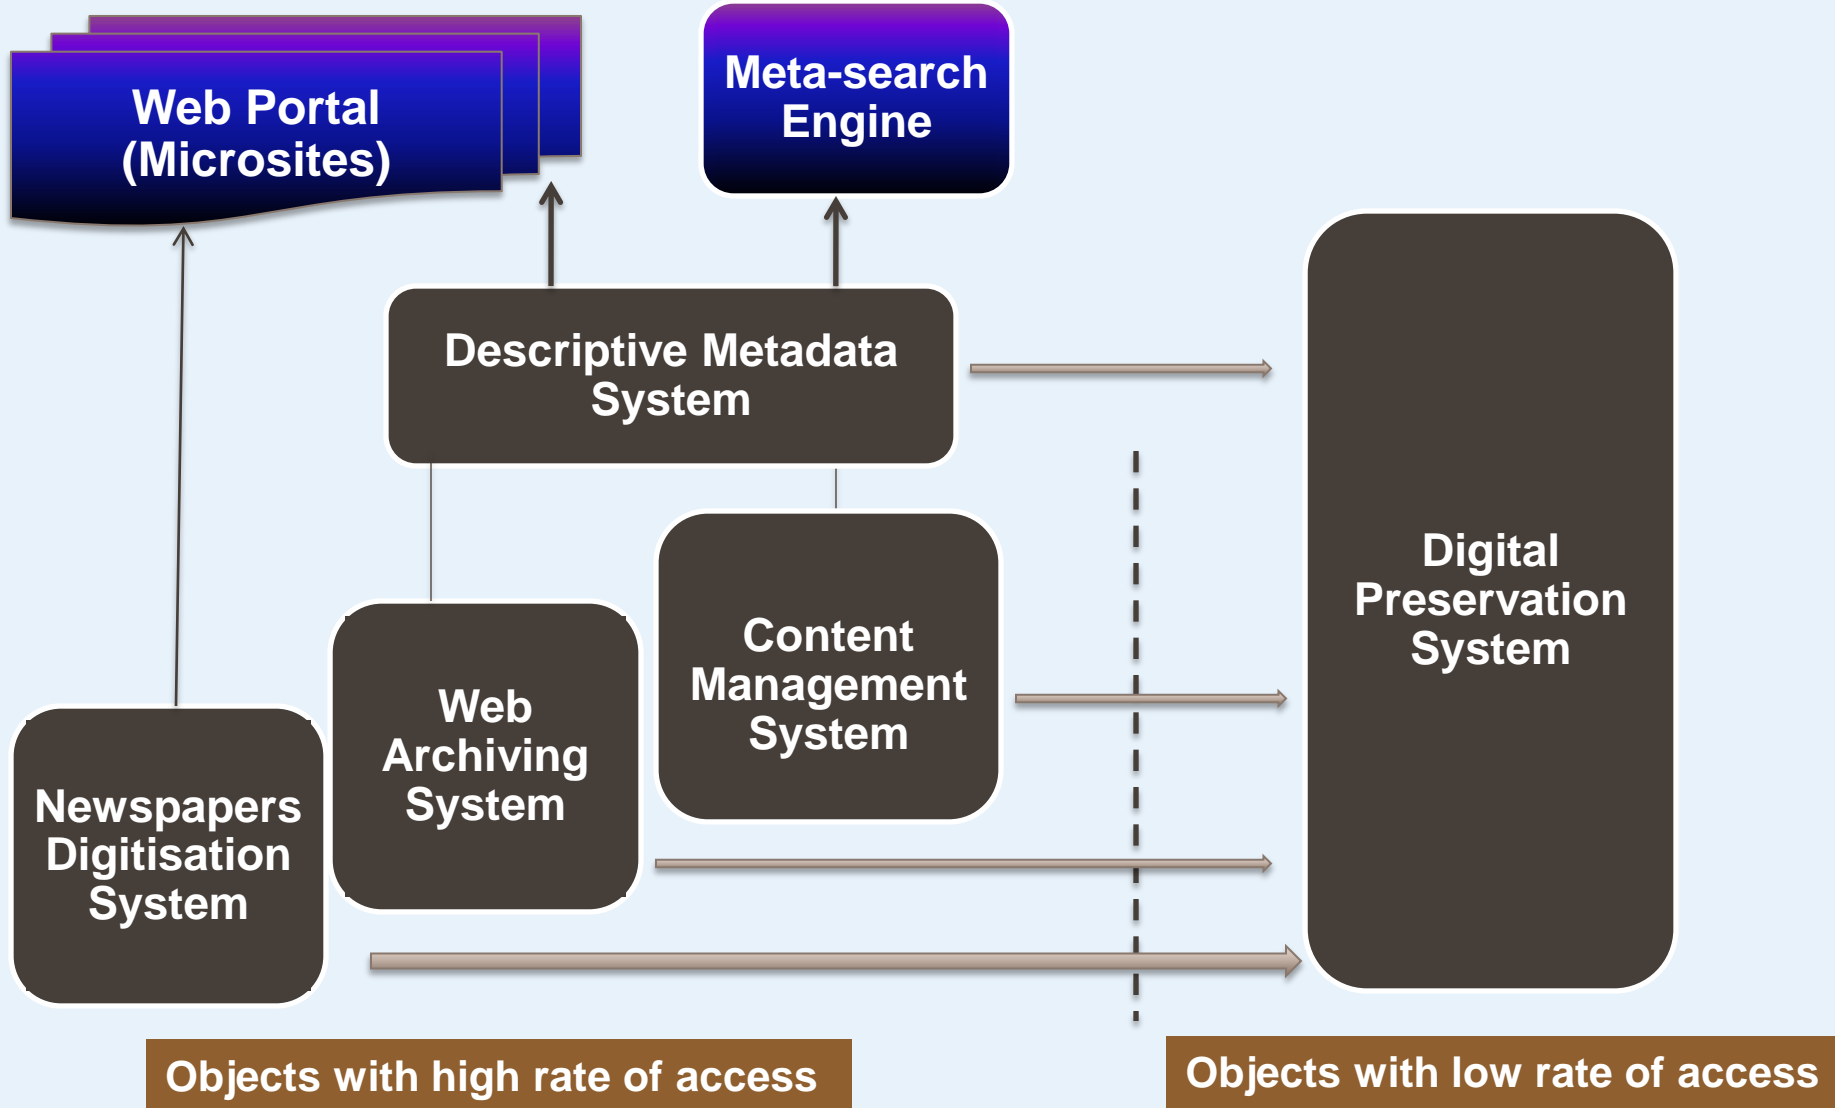 Web Portal
(Microsites)
Meta-search
Engine
Descriptive Metadata
System
Digital
Preservation
System
Content
Management
System
Web
Archiving
System
Newspapers
Digitisation
System
Objects with high rate of access
Objects with low rate of access